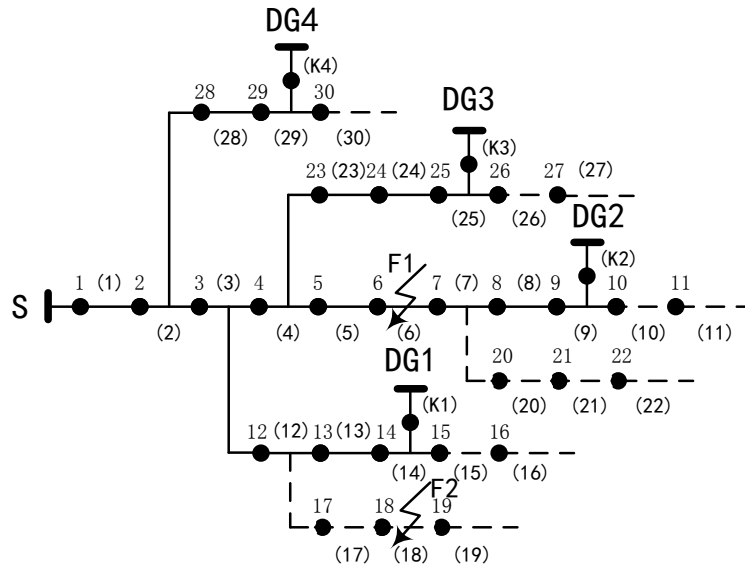 DG4
(K4)
28 29 30
(28) (29) (30)
DG3
(K3)
23 (23) 24 (24) 25 26 27 (27)
(25) (26)
DG2
(K2)
F1
1 (1) 2 3 (3) 4 5 6 7 (7) 8 (8) 9 10 11
S
(2) (4) (5) (6) (9) (10) (11)
DG1
(K1)
20 21 22
(20) (21) (22)
12 (12) 13 (13) 14 15 16
(14) (15) (16)
F2
17 18 19
(17) (18) (19)